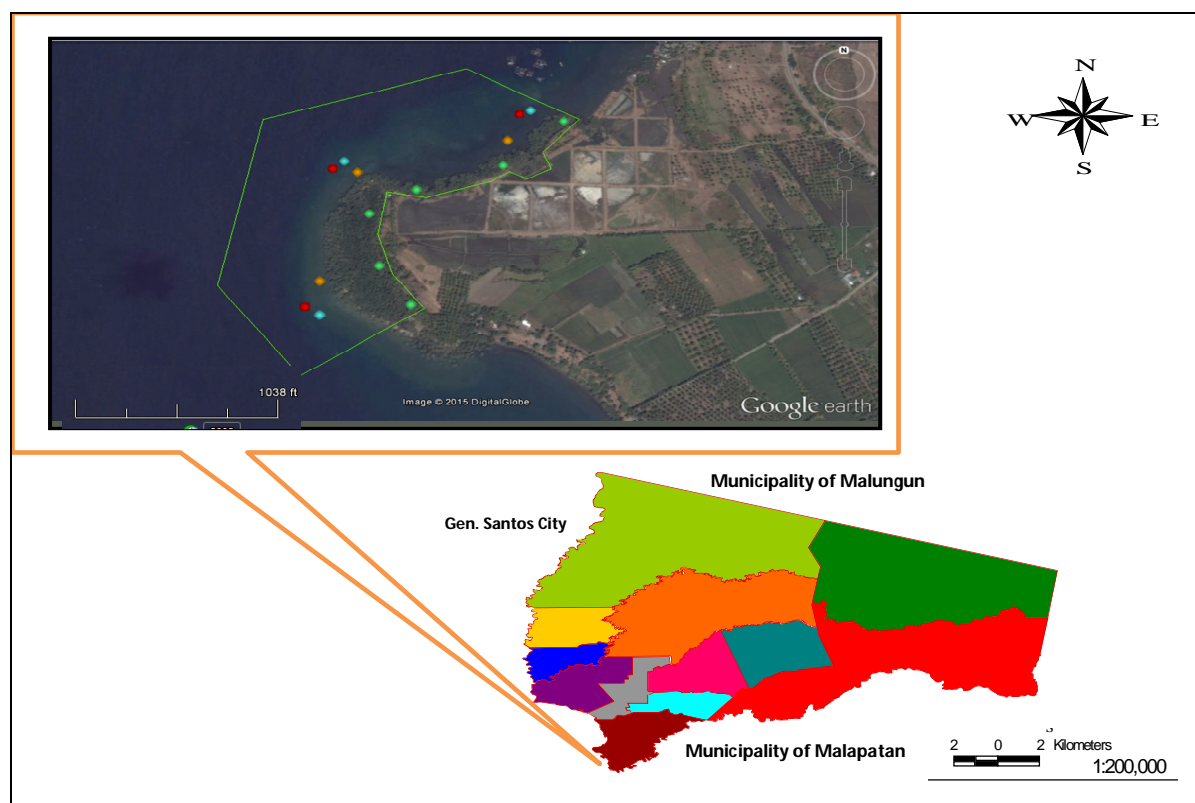 N
N
W E
S
1038 ft
Image © 2015 DigitalGlobe
Google earth
Municipality of Malungun
Gen. Santos City
Municipality of Malapatan
2 0 2 Kilometers
1:200,000